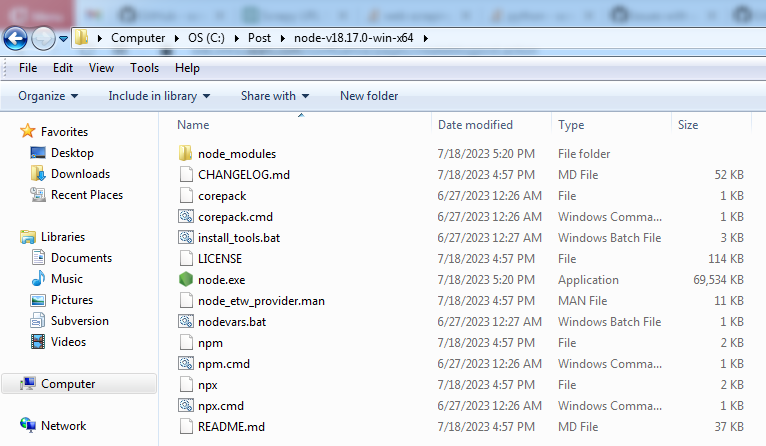 Computer OS (C:) Post node-v18.17.0-win-x64
File Edit View Tools Help
Organize Include in library Share with New folder
Name Date modified Type Size
Favorites
Desktop
Downloads
Recent Places
Libraries
Documents
Music
Pictures
Subversion
Videos
Computer
Network
node_modules 7/18/2023 5:20 PM File folder
CHANGELOG.md 7/18/2023 4:57 PM MD File 52 KB
corepack 6/27/2023 12:26 AM File 1 KB
corepack.cmd 6/27/2023 12:26 AM Windows Comma... 1 KB
install_tools.bat 6/27/2023 12:27 AM Windows Batch File 3 KB
LICENSE 7/18/2023 4:57 PM File 114 KB
node.exe 7/18/2023 5:20 PM Application 69,534 KB
node_etw_provider.man 7/18/2023 4:57 PM MAN File 11 KB
nodevars.bat 6/27/2023 12:27 AM Windows Batch File 1 KB
npm 7/18/2023 4:57 PM File 2 KB
npm.cmd 6/27/2023 12:26 AM Windows Comma... 1 KB
npx 7/18/2023 4:57 PM File 2 KB
npx.cmd 6/27/2023 12:26 AM Windows Comma... 1 KB
README.md 7/18/2023 4:57 PM MD File 37 KB